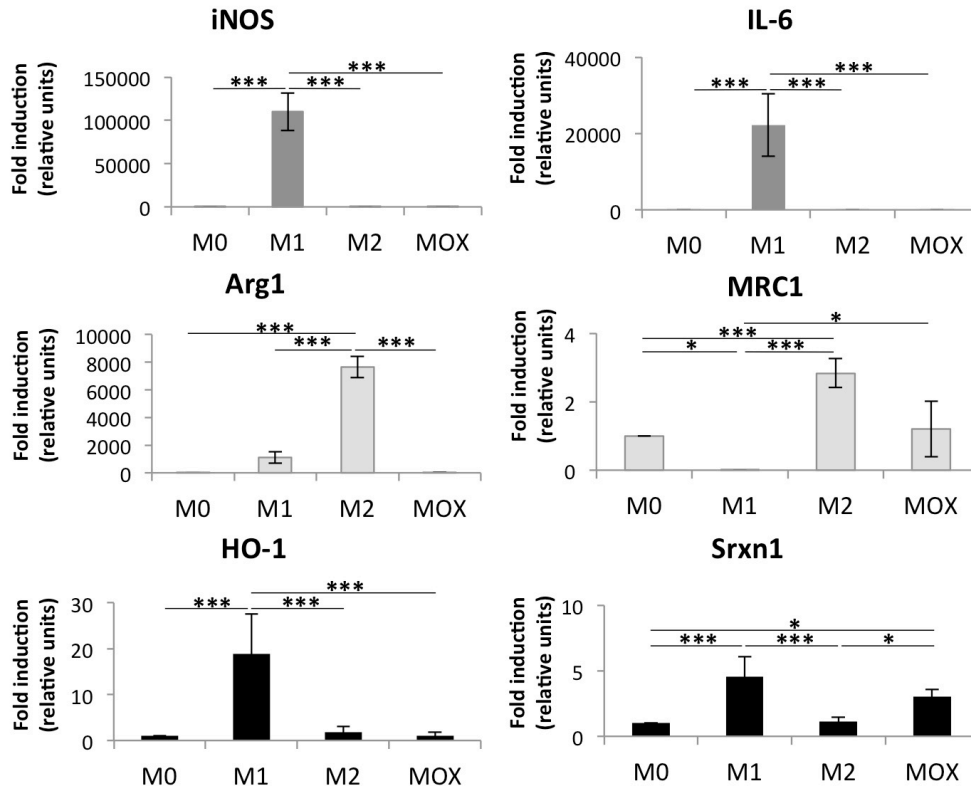 iNOS
Fold induction
(relative units)
150000
100000
50000
0
***
***
***
M0 M1 M2 MOX
IL-6
Fold induction
(relative units)
40000
20000
0
***
***
***
M0 M1 M2 MOX
Arg1
Fold induction
(relative units)
10000
8000
6000
4000
2000
0
***
***
***
M0 M1 M2 MOX
MRC1
Fold induction
(relative units)
4
2
0
*
***
*
***
M0 M1 M2 MOX
HO-1
Fold induction
(relative units)
30
20
10
0
***
***
***
M0 M1 M2 MOX
Srxn1
Fold induction
(relative units)
10
5
0
*
***
***
*
M0 M1 M2 MOX